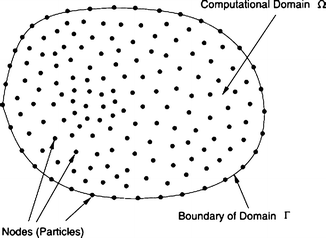 Computational Domain Ω
Nodes (Particles)
Boundary of Domain Γ